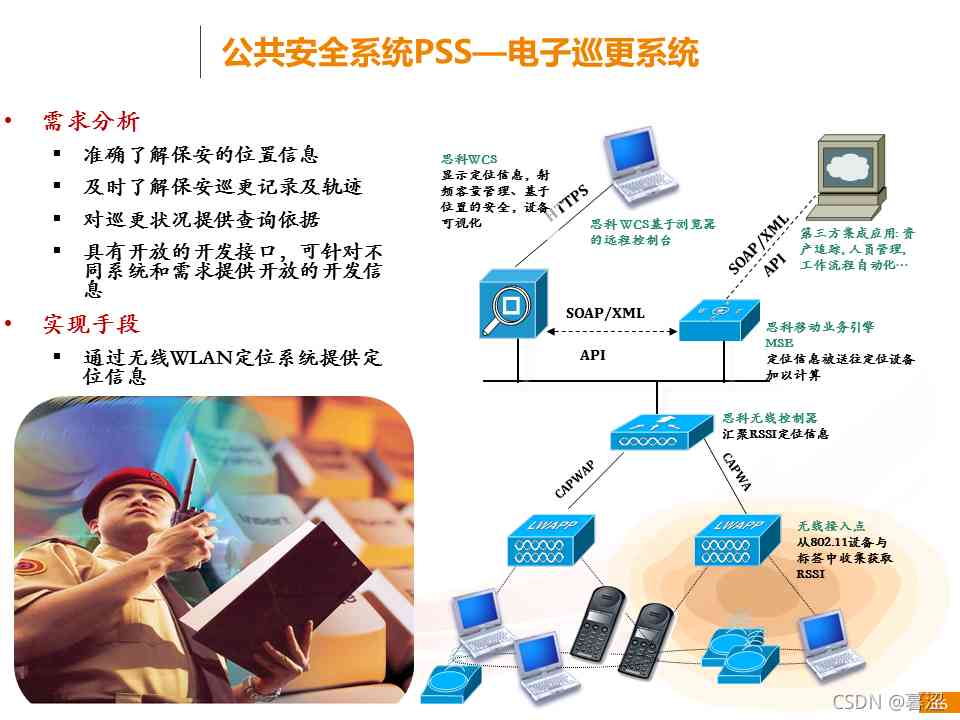 公共安全系统PSS—电子巡更系统
• 需求分析
▪ 准确了解保安的位置信息
▪ 及时了解保安巡更记录及轨迹
▪ 对巡更状况提供查询依据
▪ 具有开放的开发接口，可针对不
同系统和需求提供开放的开发信
息
• 实现手段
▪ 通过无线WLAN定位系统提供定
位信息
思科WCS
显示定位信息，射
频容量管理、基于
位置的安全，设备
可视化
HTTPS
思科 WCS基于浏览器
的远程控制台
SOAP/XML
API
第三方集成应用: 资
产追踪, 人员管理,
工作流程自动化…
SOAP/XML
API
思科移动业务引擎
MSE
定位信息被送往定位设备
加以计算
思科无线控制器
汇聚RSSI定位信息
CAPWAP
CAPWA
LWAPP
LWAPP
无线接入点
从802.11设备与
标签中收集获取
RSSI
Insert
CSDN @暮涩